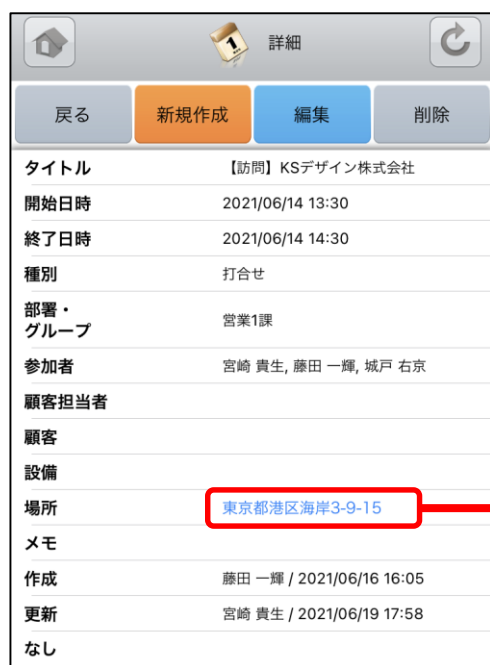 1
詳細
戻る 新規作成 編集 削除
タイトル 【訪問】KSデザイン株式会社
開始日時 2021/06/14 13:30
終了日時 2021/06/14 14:30
種別 打合せ
部署・
グループ 営業1課
参加者 宮崎 貴生, 藤田 一輝, 城戸 右京
顧客担当者
顧客
設備
場所 東京都港区海岸3-9-15
メモ
作成 藤田 一輝 / 2021/06/16 16:05
更新 宮崎 貴生 / 2021/06/19 17:58
なし